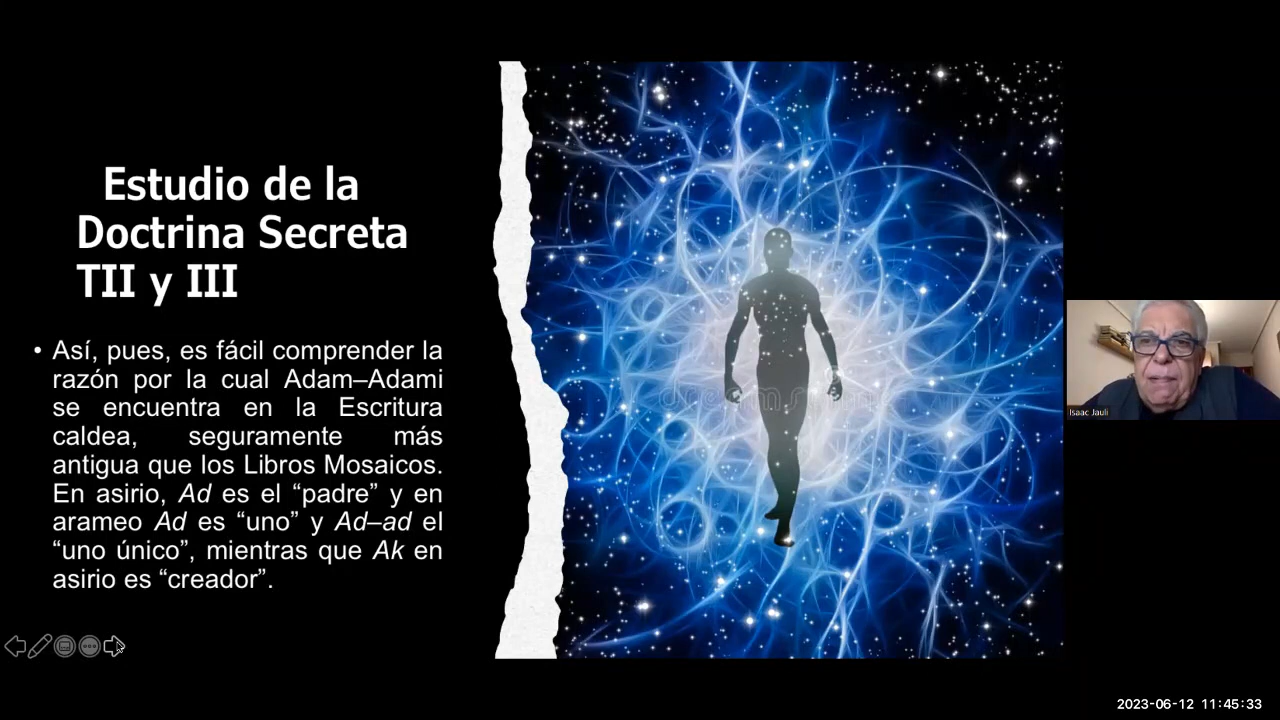 Estudio de la
Doctrina Secreta
TII y III
• Así, pues, es fácil comprender la
razón por la cual Adam–Adami
se encuentra en la Escritura
caldea, seguramente más
antigua que los Libros Mosaicos.
En asirio, Ad es el “padre” y en
arameo Ad es “uno” y Ad–ad el
“uno único”, mientras que Ak en
asirio es “creador”.
Isaac Jauli
2023-06-12 11:45:33